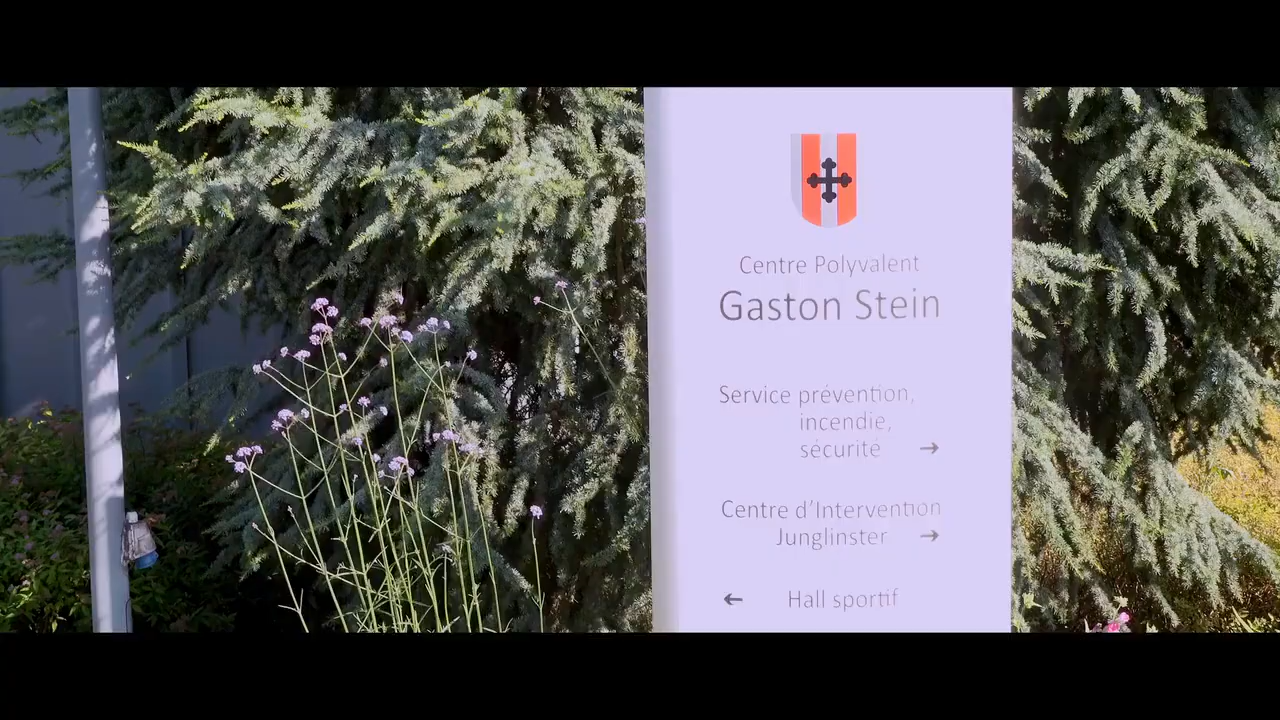 Centre Polyvalent
Gaston Stein
Service prévention,
incendie,
sécurité →
Centre d'Intervention
Junglinster →
← Hall sportif